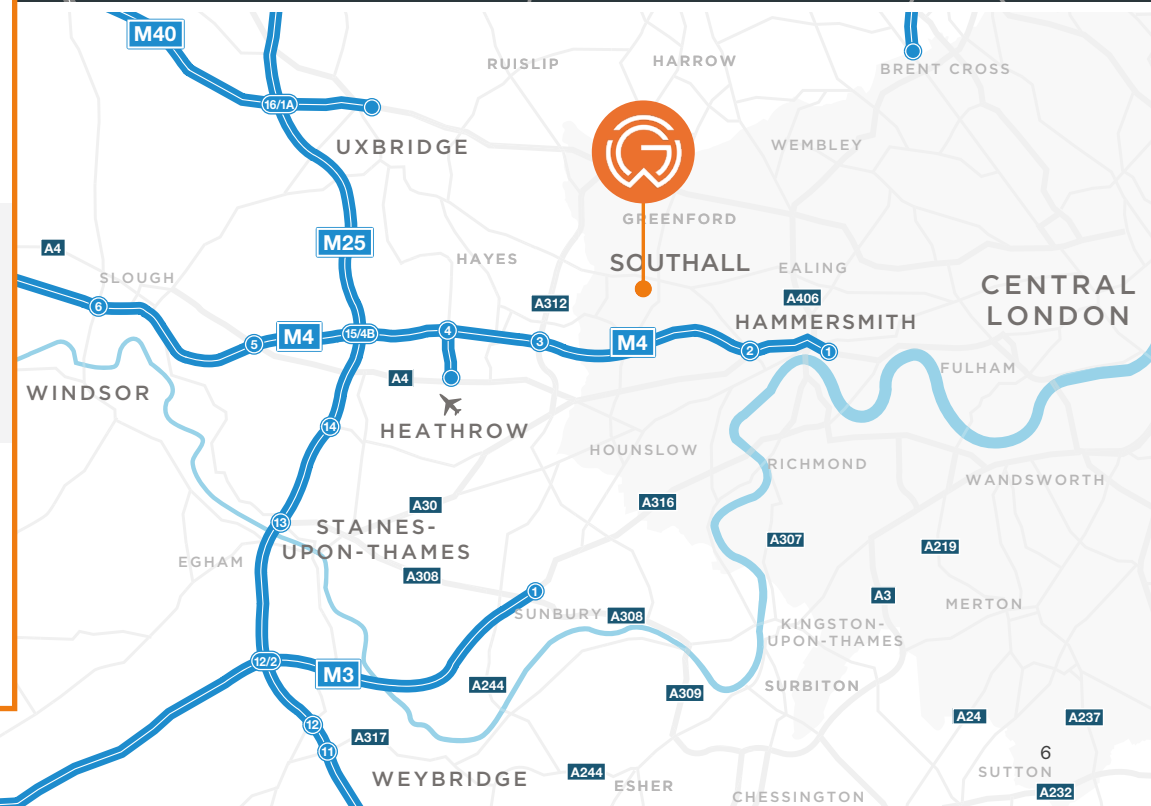 M40
RUISLIP
HARROW
BRENT CROSS
16/1A
UXBRIDGE
WEMBLEY
G
GREENFORD
M25
A4
HAYES
SOUTHALL
EALING
SLOUGH
CENTRAL
LONDON
A312
A406
6
HAMMERSMITH
5
M4
15/4B
4
3
M4
2
1
FULHAM
A4
WINDSOR
14
HEATHROW
HOUNSLOW
RICHMOND
WANDSWORTH
A30
A316
13
STAINES-
UPON-THAMES
A307
A219
EGHAM
A308
1
SUNBURY
A308
A3
MERTON
KINGSTON-
UPON-THAMES
12/2
M3
A244
A309
SURBITON
12
A317
11
A24
A237
6
WEYBRIDGE
A244
ESHER
SUTTON
CHESSINGTON
A232